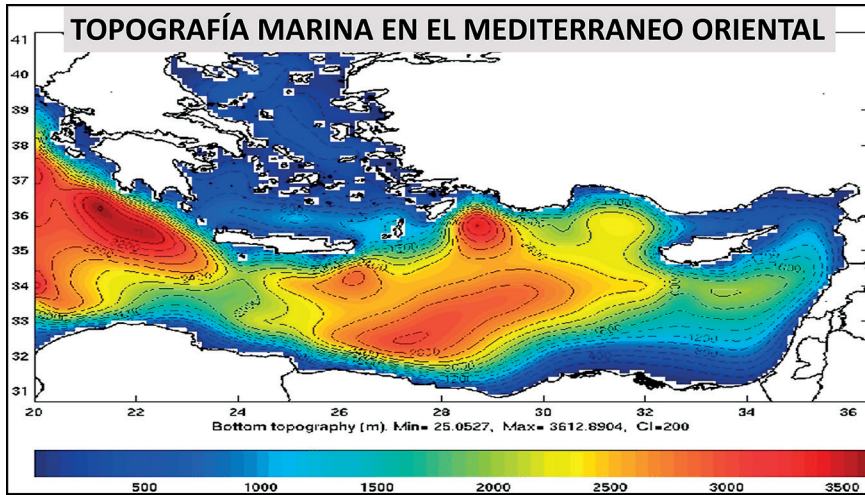 TOPOGRAFÍA MARINA EN EL MEDITERRANEO ORIENTAL
41
40
39
38
37
36
35
34
33
32
31
20 22 24 26 28 30 32 34 36
Bottom topography (m). Min= 25.0527, Max= 3612.8904, CI=200
500 1000 1500 2000 2500 3000 3500